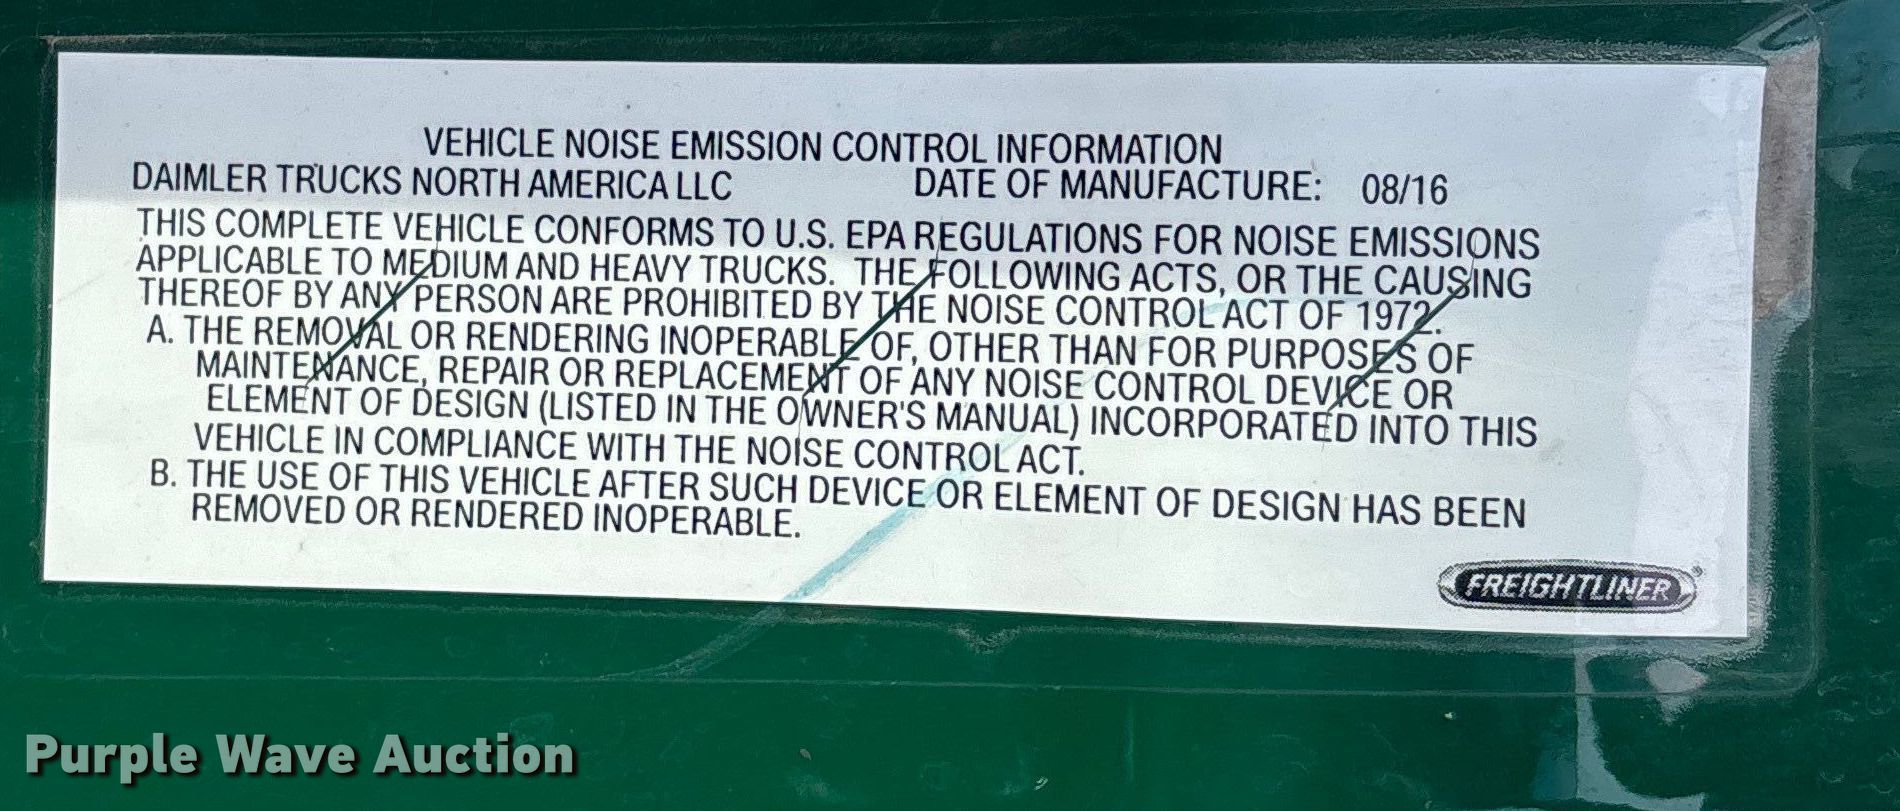 VEHICLE NOISE EMISSION CONTROL INFORMATION
DAIMLER TRUCKS NORTH AMERICA LLC DATE OF MANUFACTURE: 08/16
THIS COMPLETE VEHICLE CONFORMS TO U.S. EPA REGULATIONS FOR NOISE EMISSIONS
APPLICABLE TO MEDIUM AND HEAVY TRUCKS. THE FOLLOWING ACTS, OR THE CAUSING
THEREOF BY ANY PERSON ARE PROHIBITED BY THE NOISE CONTROL ACT OF 1972.
A. THE REMOVAL OR RENDERING INOPERABLE OF, OTHER THAN FOR PURPOSES OF
MAINTENANCE, REPAIR OR REPLACEMENT OF ANY NOISE CONTROL DEVICE OR
ELEMENT OF DESIGN (LISTED IN THE OWNER'S MANUAL) INCORPORATED INTO THIS
VEHICLE IN COMPLIANCE WITH THE NOISE CONTROL ACT.
B. THE USE OF THIS VEHICLE AFTER SUCH DEVICE OR ELEMENT OF DESIGN HAS BEEN
REMOVED OR RENDERED INOPERABLE.
FREIGHTLINER
Purple Wave Auction